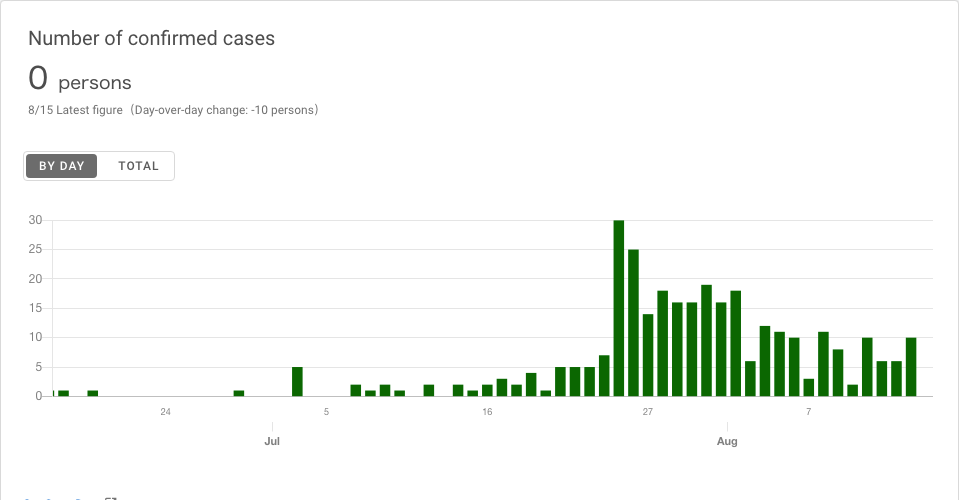 Number of confirmed cases
0 persons
8/15 Latest figure（Day-over-day change: -10 persons）
BY DAY TOTAL
30
25
20
15
10
5
0
24 5 16 27 7
Jul Aug